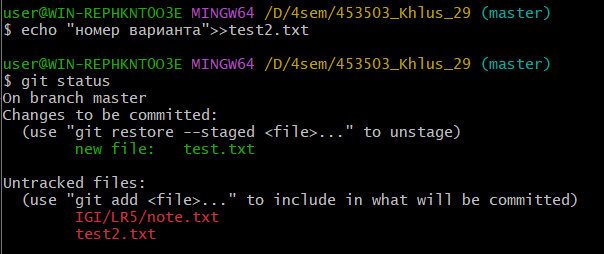 user@WIN-REPHKNTOO3E MINGW64 /D/4sem/453503_Khlus_29 (master)
$ echo "номер варианта">>test2.txt
user@WIN-REPHKNTOO3E MINGW64 /D/4sem/453503_Khlus_29 (master)
$ git status
On branch master
Changes to be committed:
  (use "git restore --staged <file>..." to unstage)
        new file:   test.txt
Untracked files:
  (use "git add <file>..." to include in what will be committed)
        IGI/LR5/note.txt
        test2.txt